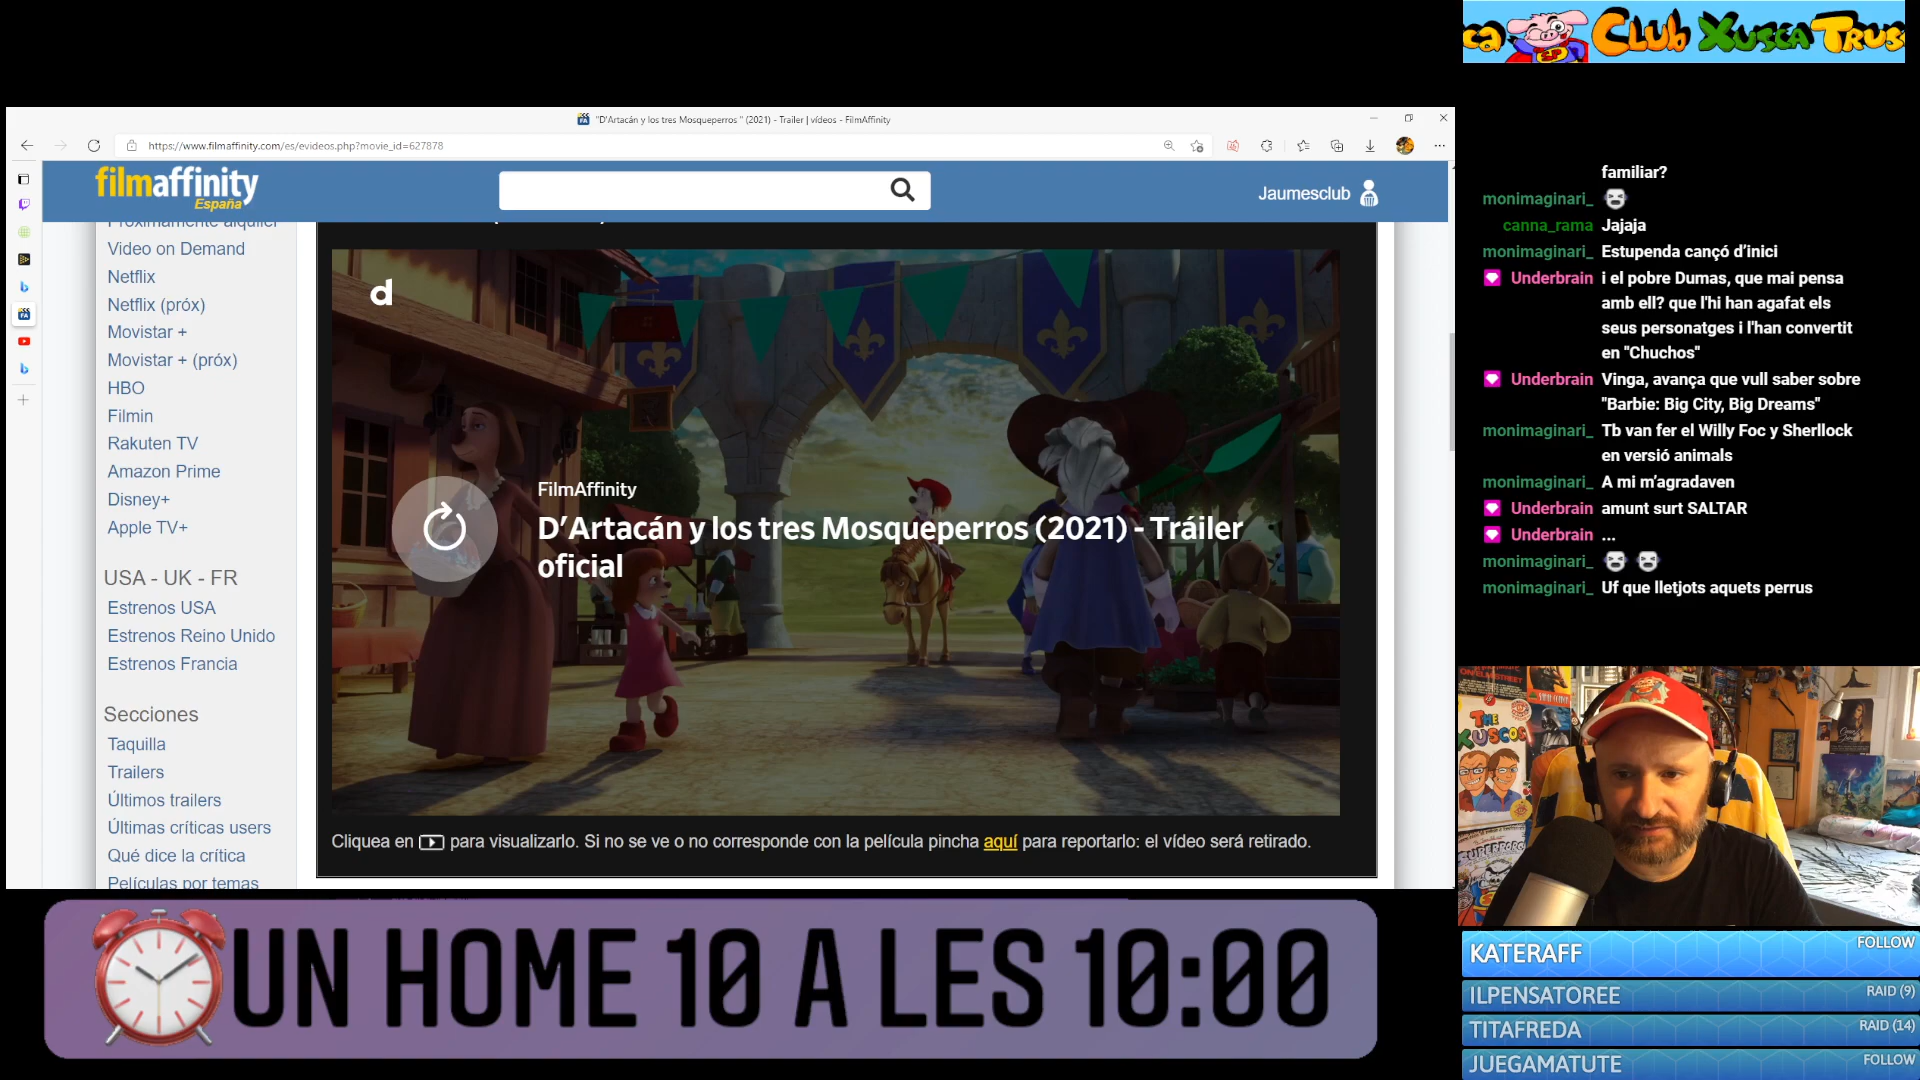 ca Club Xusca Trus
"D'Artacán y los tres Mosqueperros " (2021) - Trailer | vídeos - FilmAffinity
https://www.filmaffinity.com/es/evideos.php?movie_id=627878
filmaffinity
España
Jaumesclub
Próximamente alquiler
Video on Demand
Netflix
Netflix (próx)
Movistar +
Movistar + (próx)
HBO
Filmin
Rakuten TV
Amazon Prime
Disney+
Apple TV+
USA - UK - FR
Estrenos USA
Estrenos Reino Unido
Estrenos Francia
Secciones
Taquilla
Trailers
Últimos trailers
Últimas críticas users
Qué dice la crítica
Películas por temas
d
FilmAffinity
D'Artacán y los tres Mosqueperros (2021) - Tráiler
oficial
Cliquea en para visualizarlo. Si no se ve o no corresponde con la película pincha aquí para reportarlo: el vídeo será retirado.
familiar?
monimaginari_
canna_rama Jajaja
monimaginari_ Estupenda cançó d'inici
Underbrain i el pobre Dumas, que mai pensa
amb ell? que l'hi han agafat els
seus personatges i l'han convertit
en "Chuchos"
Underbrain Vinga, avança que vull saber sobre
"Barbie: Big City, Big Dreams"
monimaginari_ Tb van fer el Willy Foc y Sherllock
en versió animals
monimaginari_ A mi m'agradaven
Underbrain amunt surt SALTAR
Underbrain ...
monimaginari_
monimaginari_ Uf que lletjots aquets perrus
THE
XUSCOS
UN HOME 10 A LES 10:00
KATERAFF FOLLOW
ILPENSATOREE RAID (9)
TITAFREDA RAID (14)
JUEGAMATUTE FOLLOW